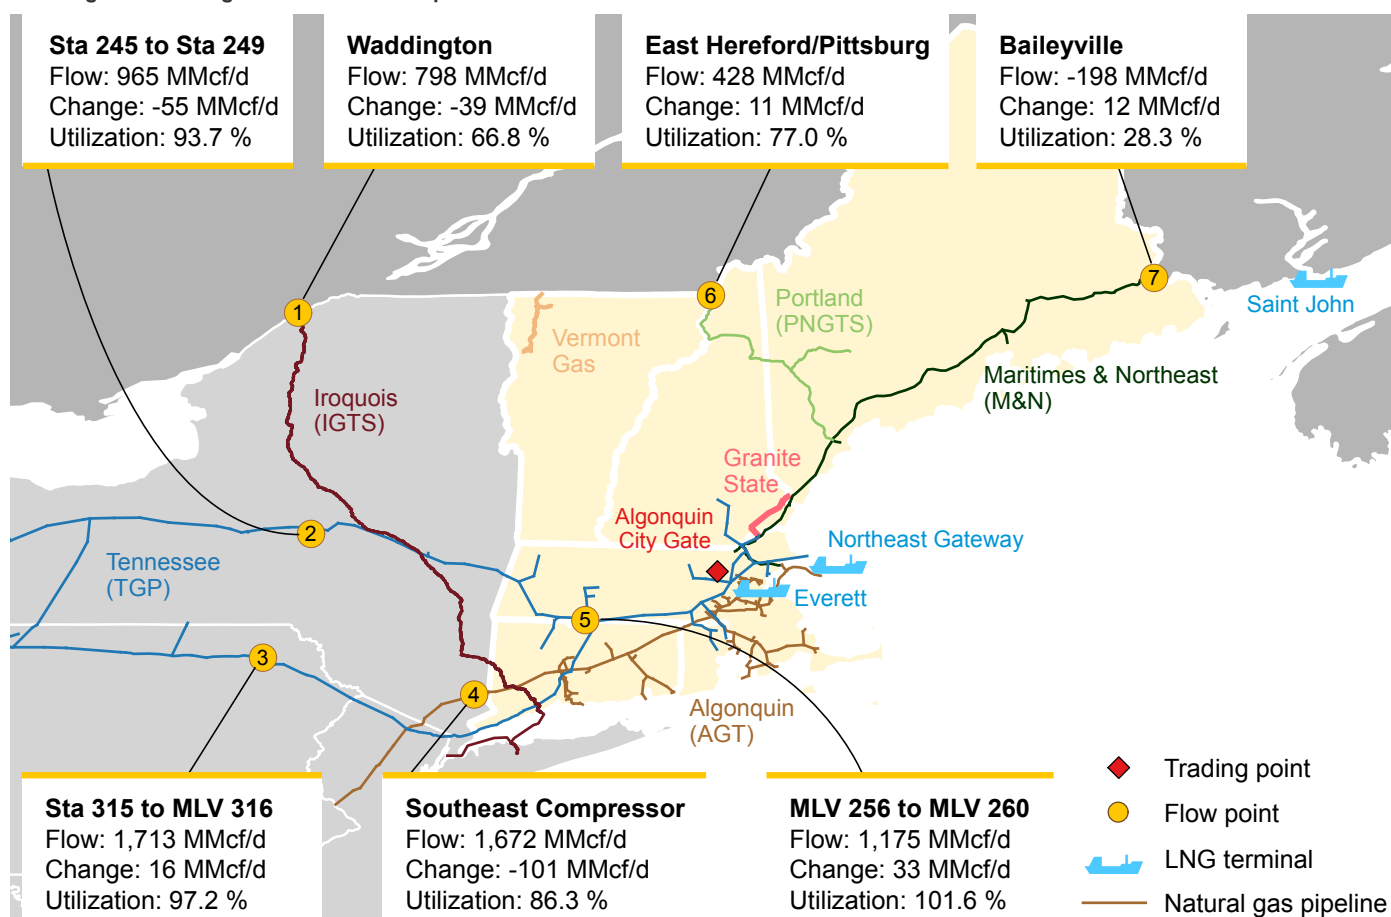 Sta 245 to Sta 249
Flow: 965 MMcf/d
Change: -55 MMcf/d
Utilization: 93.7 %
Waddington
Flow: 798 MMcf/d
Change: -39 MMcf/d
Utilization: 66.8 %
East Hereford/Pittsburg
Flow: 428 MMcf/d
Change: 11 MMcf/d
Utilization: 77.0 %
Baileyville
Flow: -198 MMcf/d
Change: 12 MMcf/d
Utilization: 28.3 %
1
6
7
Portland
(PNGTS)
Saint John
Vermont
Gas
Iroquois
(IGTS)
Maritimes & Northeast
(M&N)
Granite
State
Algonquin
City Gate
2
Northeast Gateway
Tennessee
(TGP)
Everett
5
3
4
Algonquin
(AGT)
Sta 315 to MLV 316
Flow: 1,713 MMcf/d
Change: 16 MMcf/d
Utilization: 97.2 %
Southeast Compressor
Flow: 1,672 MMcf/d
Change: -101 MMcf/d
Utilization: 86.3 %
MLV 256 to MLV 260
Flow: 1,175 MMcf/d
Change: 33 MMcf/d
Utilization: 101.6 %
Trading point
Flow point
LNG terminal
Natural gas pipeline